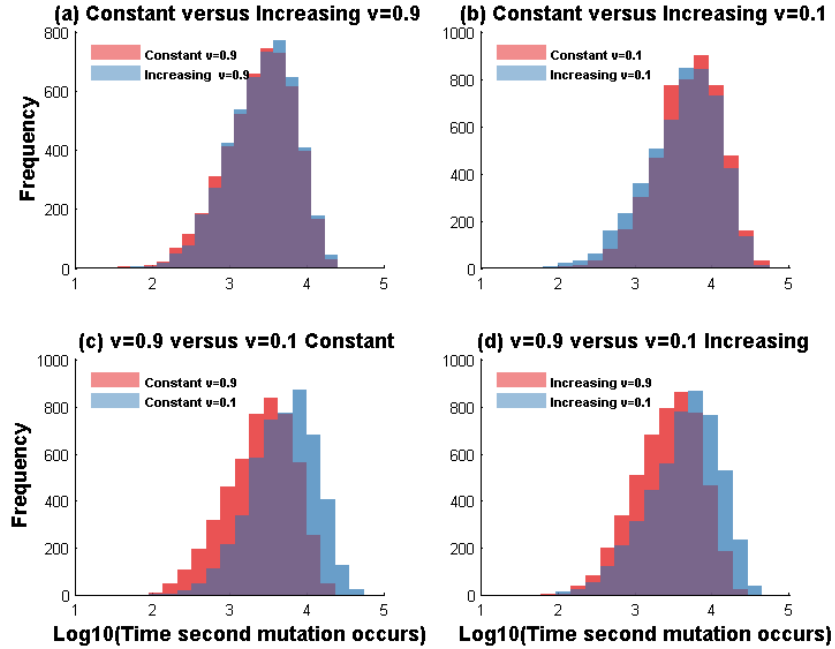 (a) Constant versus Increasing v=0.9
800
600
400
200
0
Frequency
Constant v=0.9
Increasing v=0.9
1 2 3 4 5
(b) Constant versus Increasing v=0.1
1000
800
600
400
200
0
Constant v=0.1
Increasing v=0.1
1 2 3 4 5
(c) v=0.9 versus v=0.1 Constant
1000
800
600
400
200
0
Frequency
Constant v=0.9
Constant v=0.1
1 2 3 4 5
Log10(Time second mutation occurs)
(d) v=0.9 versus v=0.1 Increasing
1000
800
600
400
200
0
Increasing v=0.9
Increasing v=0.1
1 2 3 4 5
Log10(Time second mutation occurs)